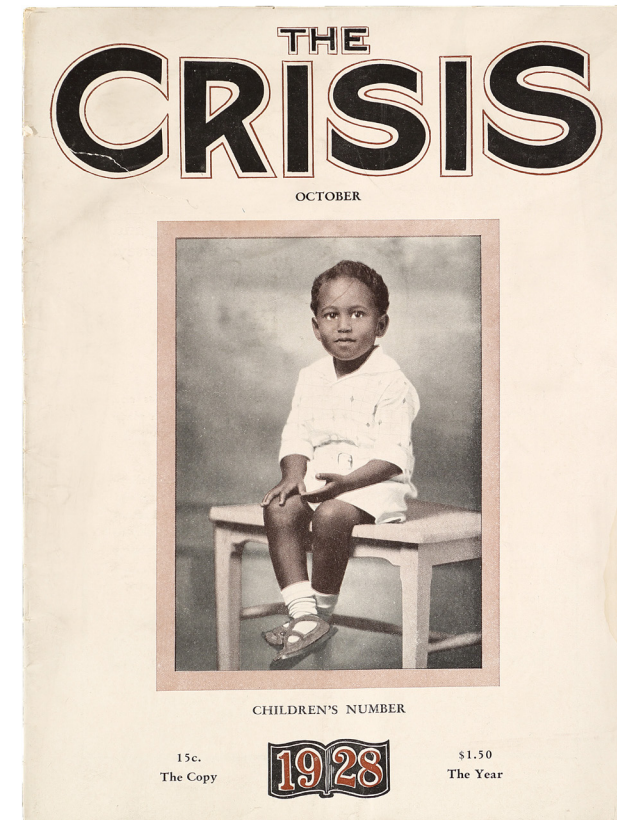 THE
CRISIS
OCTOBER
CHILDREN'S NUMBER
15c.
The Copy
1928
$1.50
The Year